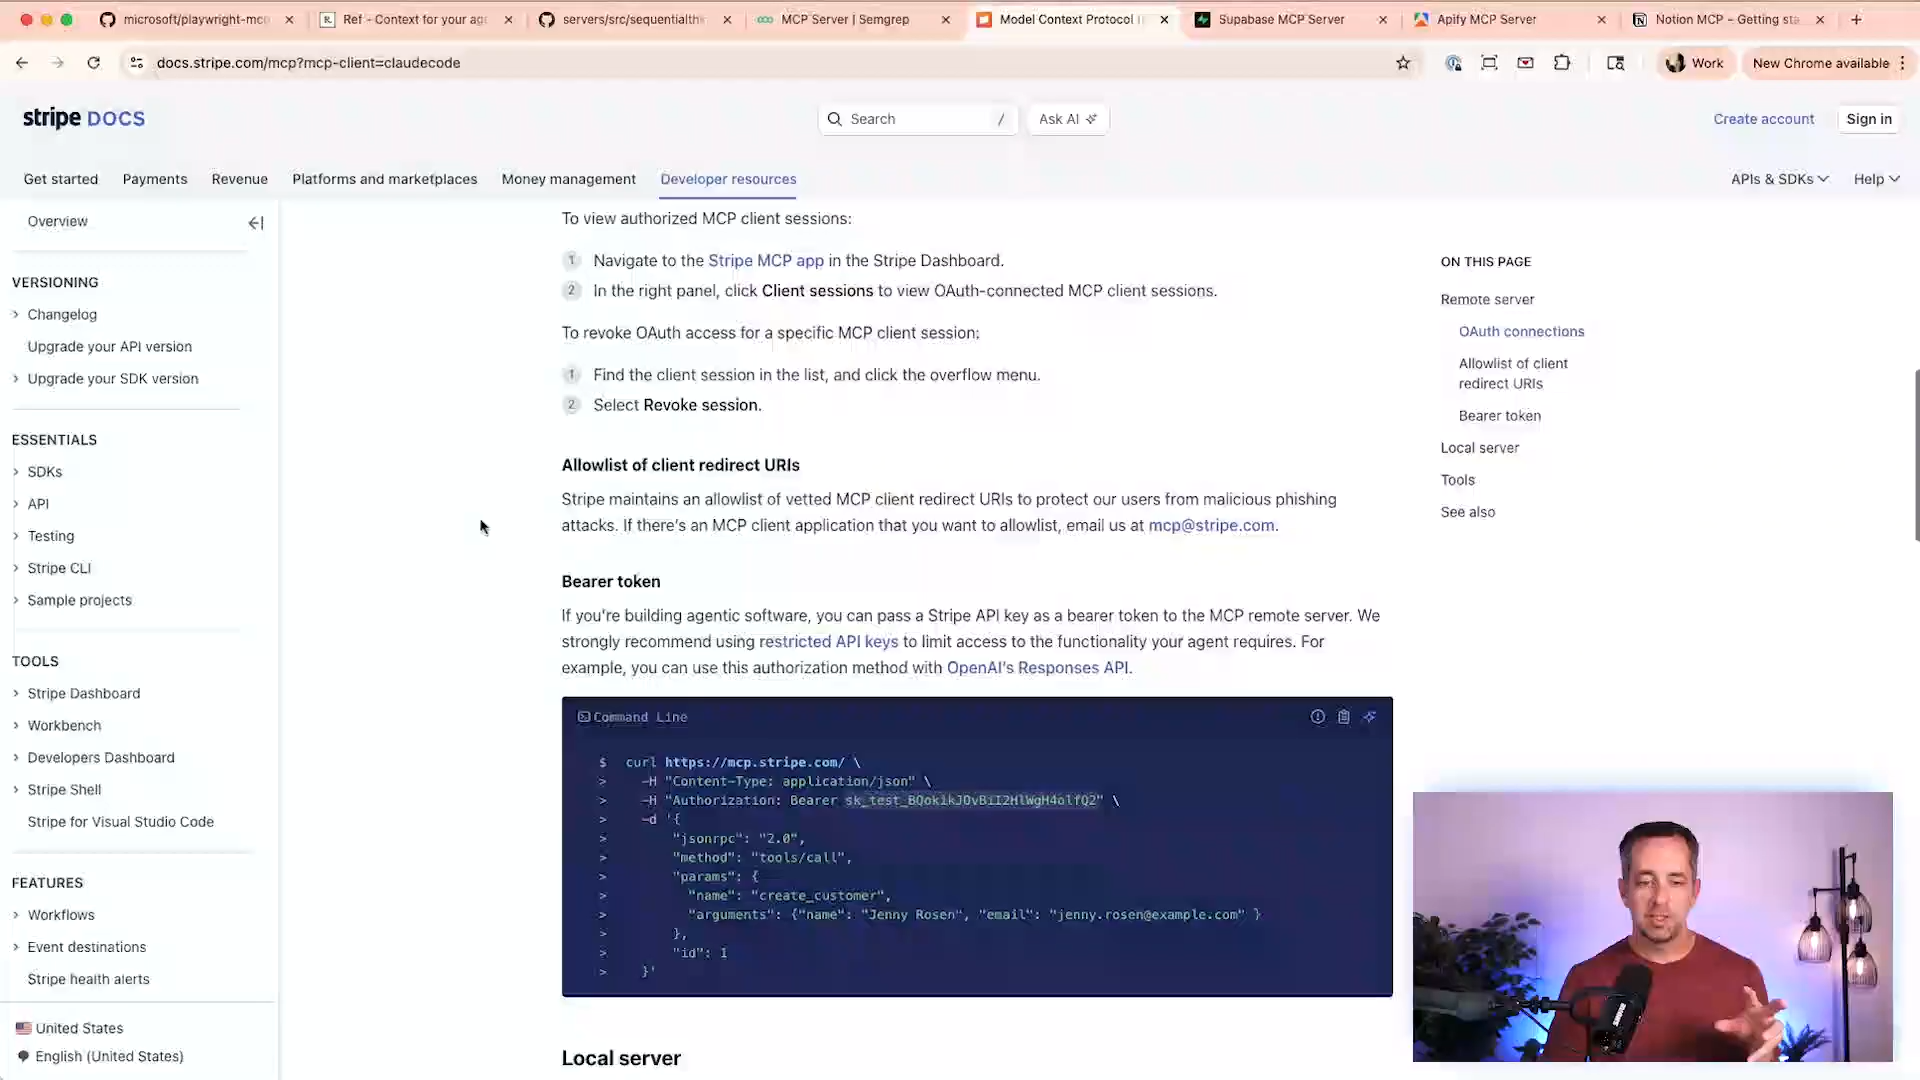 microsoft/playwright-mcp
Ref - Context for your age
servers/src/sequentialthi
MCP Server | Semgrep
Model Context Protocol (
Supabase MCP Server
Apify MCP Server
Notion MCP – Getting sta
docs.stripe.com/mcp?mcp-client=claudecode
Work
New Chrome available
stripe DOCS
Search
/
Ask AI
Create account
Sign in
Get started
Payments
Revenue
Platforms and marketplaces
Money management
Developer resources
APIs & SDKs
Help
Overview
VERSIONING
Changelog
Upgrade your API version
Upgrade your SDK version
ESSENTIALS
SDKs
API
Testing
Stripe CLI
Sample projects
TOOLS
Stripe Dashboard
Workbench
Developers Dashboard
Stripe Shell
Stripe for Visual Studio Code
FEATURES
Workflows
Event destinations
Stripe health alerts
United States
English (United States)
To view authorized MCP client sessions:
1 Navigate to the Stripe MCP app in the Stripe Dashboard.
2 In the right panel, click Client sessions to view OAuth-connected MCP client sessions.
To revoke OAuth access for a specific MCP client session:
1 Find the client session in the list, and click the overflow menu.
2 Select Revoke session.
Allowlist of client redirect URIs
Stripe maintains an allowlist of vetted MCP client redirect URIs to protect our users from malicious phishing
attacks. If there's an MCP client application that you want to allowlist, email us at mcp@stripe.com.
Bearer token
If you're building agentic software, you can pass a Stripe API key as a bearer token to the MCP remote server. We
strongly recommend using restricted API keys to limit access to the functionality your agent requires. For
example, you can use this authorization method with OpenAI's Responses API.
Command Line
$ curl https://mcp.stripe.com/ \
> -H "Content-Type: application/json" \
> -H "Authorization: Bearer sk_test_BQokikJOvBiI2HlWgH4olfQ2" \
> -d '{
> "jsonrpc": "2.0",
> "method": "tools/call",
> "params": {
> "name": "create_customer",
> "arguments": {"name": "Jenny Rosen", "email": "jenny.rosen@example.com" }
> },
> "id": 1
> }'
Local server
ON THIS PAGE
Remote server
OAuth connections
Allowlist of client
redirect URIs
Bearer token
Local server
Tools
See also